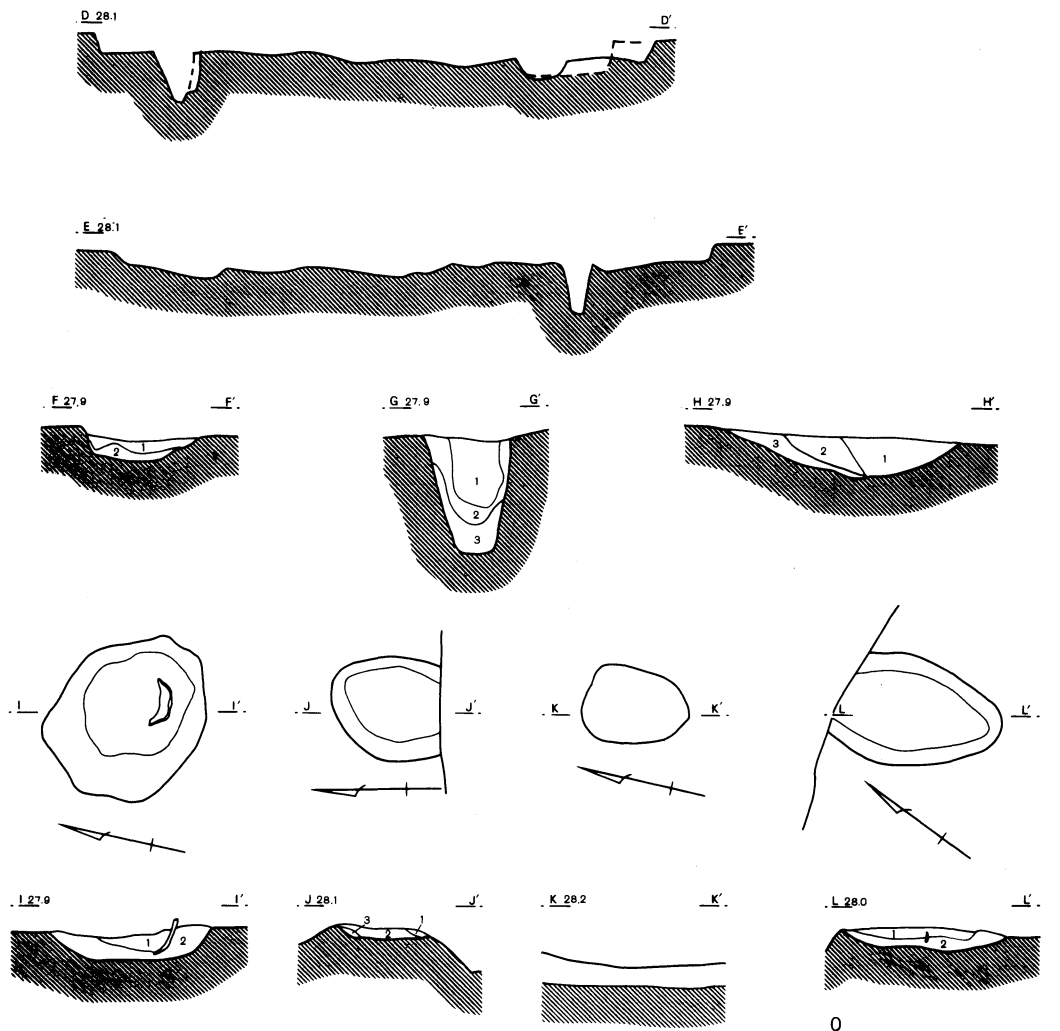 D 28.1 D′
E 28.1 E′
F 27.9 F′ G 27.9 G′ H 27.9 H′
1 2
1 2 3
3 2 1
I I′ J J′ K K′ L L′
I 27.9 I′ J 28.1 J′ K 28.2 K′ L 28.0 L′
1 2
3 2 1
1 2
0